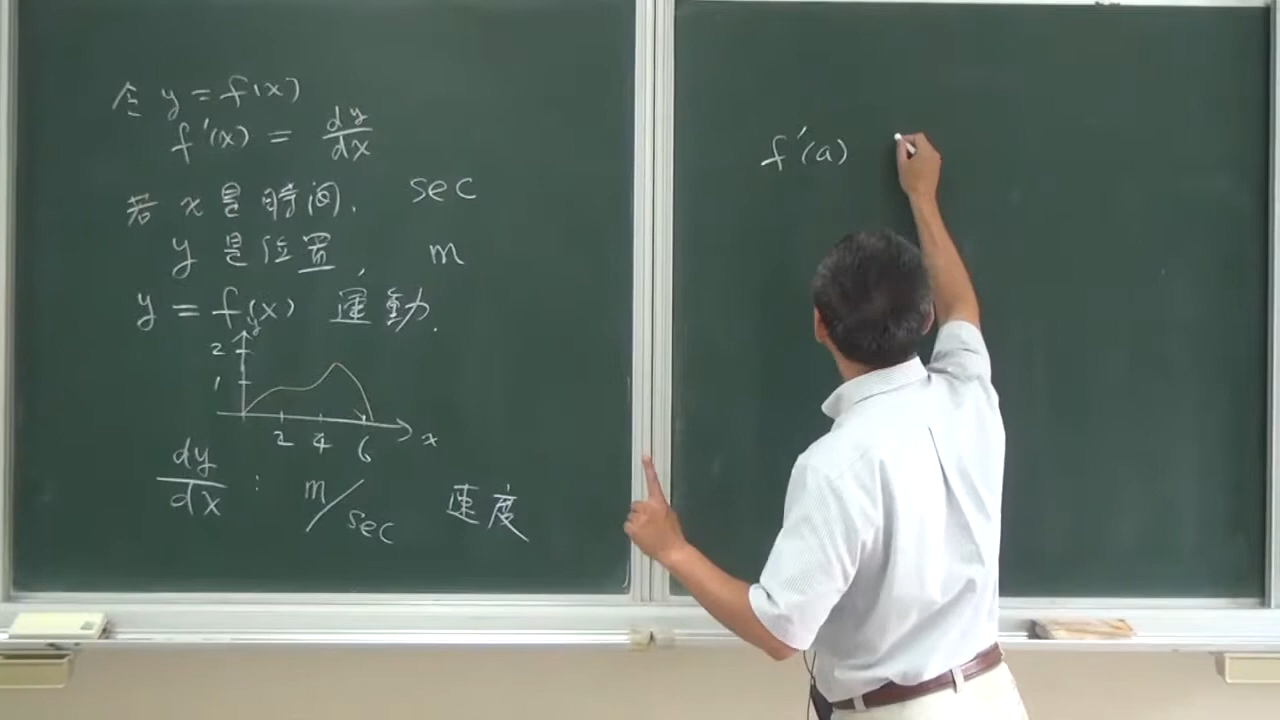 令 y = f(x)
f'(x) = dy/dx
若 x 是時间. sec
y 是位置, m
y = f(x) 運動.
y
2
1
2 4 6 x
dy/dx : m/sec 速度
f'(a)